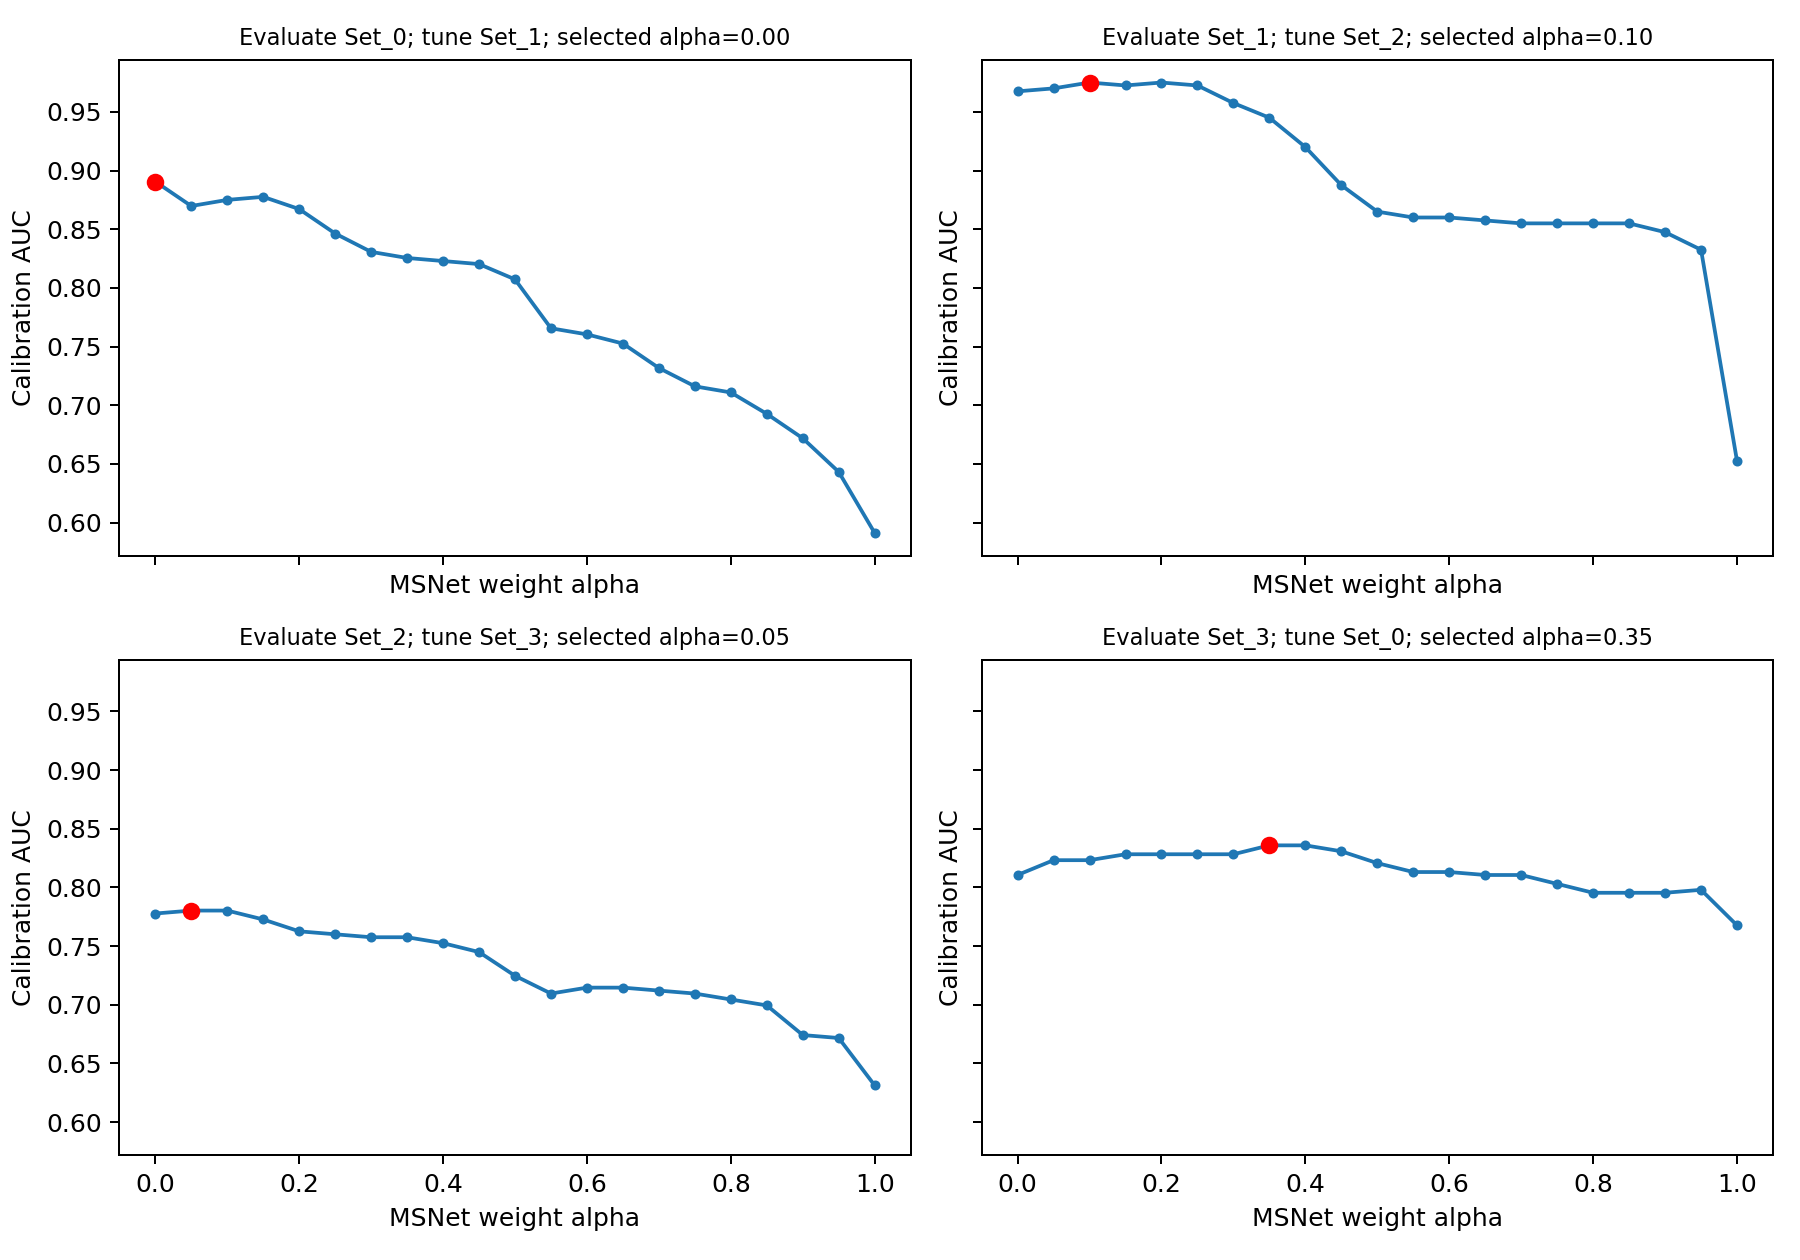 Evaluate Set_0; tune Set_1; selected alpha=0.00
Calibration AUC
0.95
0.90
0.85
0.80
0.75
0.70
0.65
0.60
MSNet weight alpha
Evaluate Set_1; tune Set_2; selected alpha=0.10
Calibration AUC
MSNet weight alpha
Evaluate Set_2; tune Set_3; selected alpha=0.05
Calibration AUC
0.95
0.90
0.85
0.80
0.75
0.70
0.65
0.60
0.0 0.2 0.4 0.6 0.8 1.0
MSNet weight alpha
Evaluate Set_3; tune Set_0; selected alpha=0.35
Calibration AUC
0.0 0.2 0.4 0.6 0.8 1.0
MSNet weight alpha